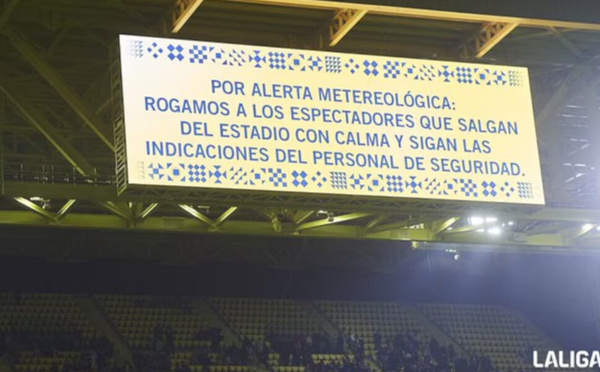 POR ALERTA METEREOLÓGICA:
ROGAMOS A LOS ESPECTADORES QUE SALGAN
DEL ESTADIO CON CALMA Y SIGAN LAS
INDICACIONES DEL PERSONAL DE SEGURIDAD.
LALIGA